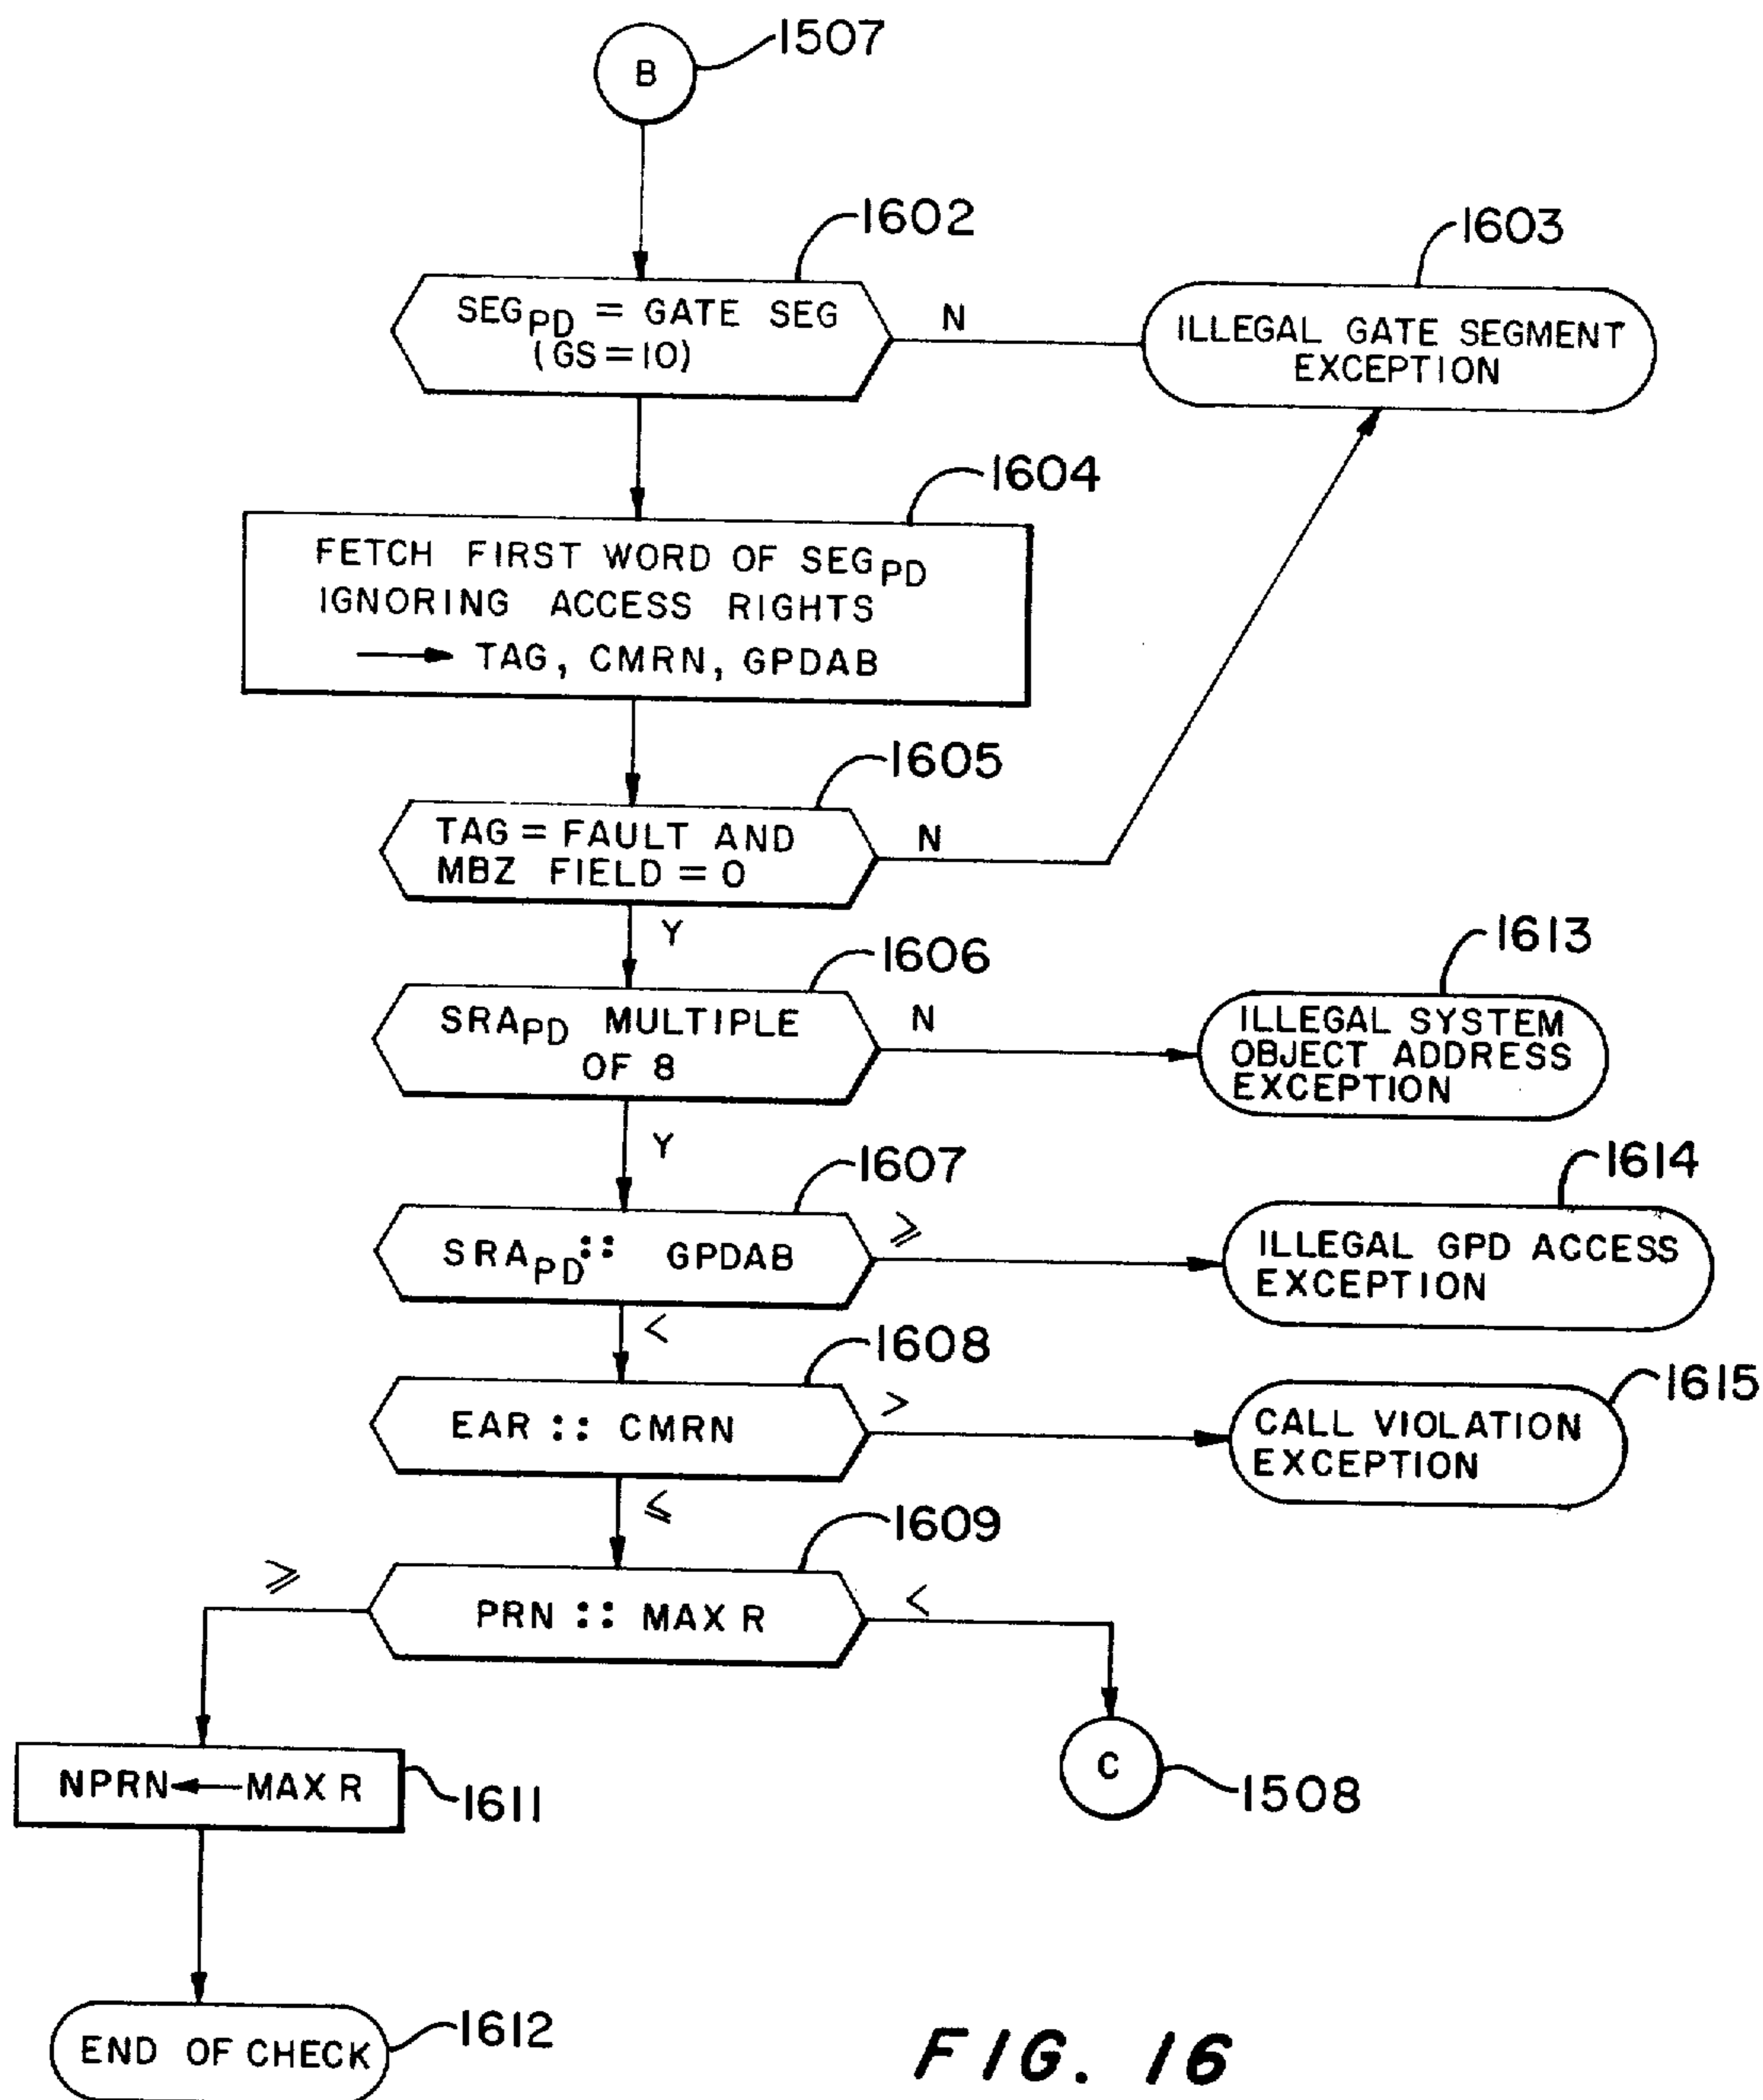 B
1507
1602
SEGPD = GATE SEG
(GS=10)
N
1603
ILLEGAL GATE SEGMENT
EXCEPTION
1604
FETCH FIRST WORD OF SEGPD
IGNORING ACCESS RIGHTS
→ TAG, CMRN, GPDAB
1605
TAG = FAULT AND
MBZ FIELD = 0
N
Y
1606
SRAPD MULTIPLE
OF 8
N
1613
ILLEGAL SYSTEM
OBJECT ADDRESS
EXCEPTION
Y
1607
SRAPD :: GPDAB
≥
1614
ILLEGAL GPD ACCESS
EXCEPTION
<
1608
EAR :: CMRN
>
1615
CALL VIOLATION
EXCEPTION
≤
1609
≥
PRN :: MAX R
<
NPRN ← MAX R
1611
C
1508
END OF CHECK
1612
FIG. 16